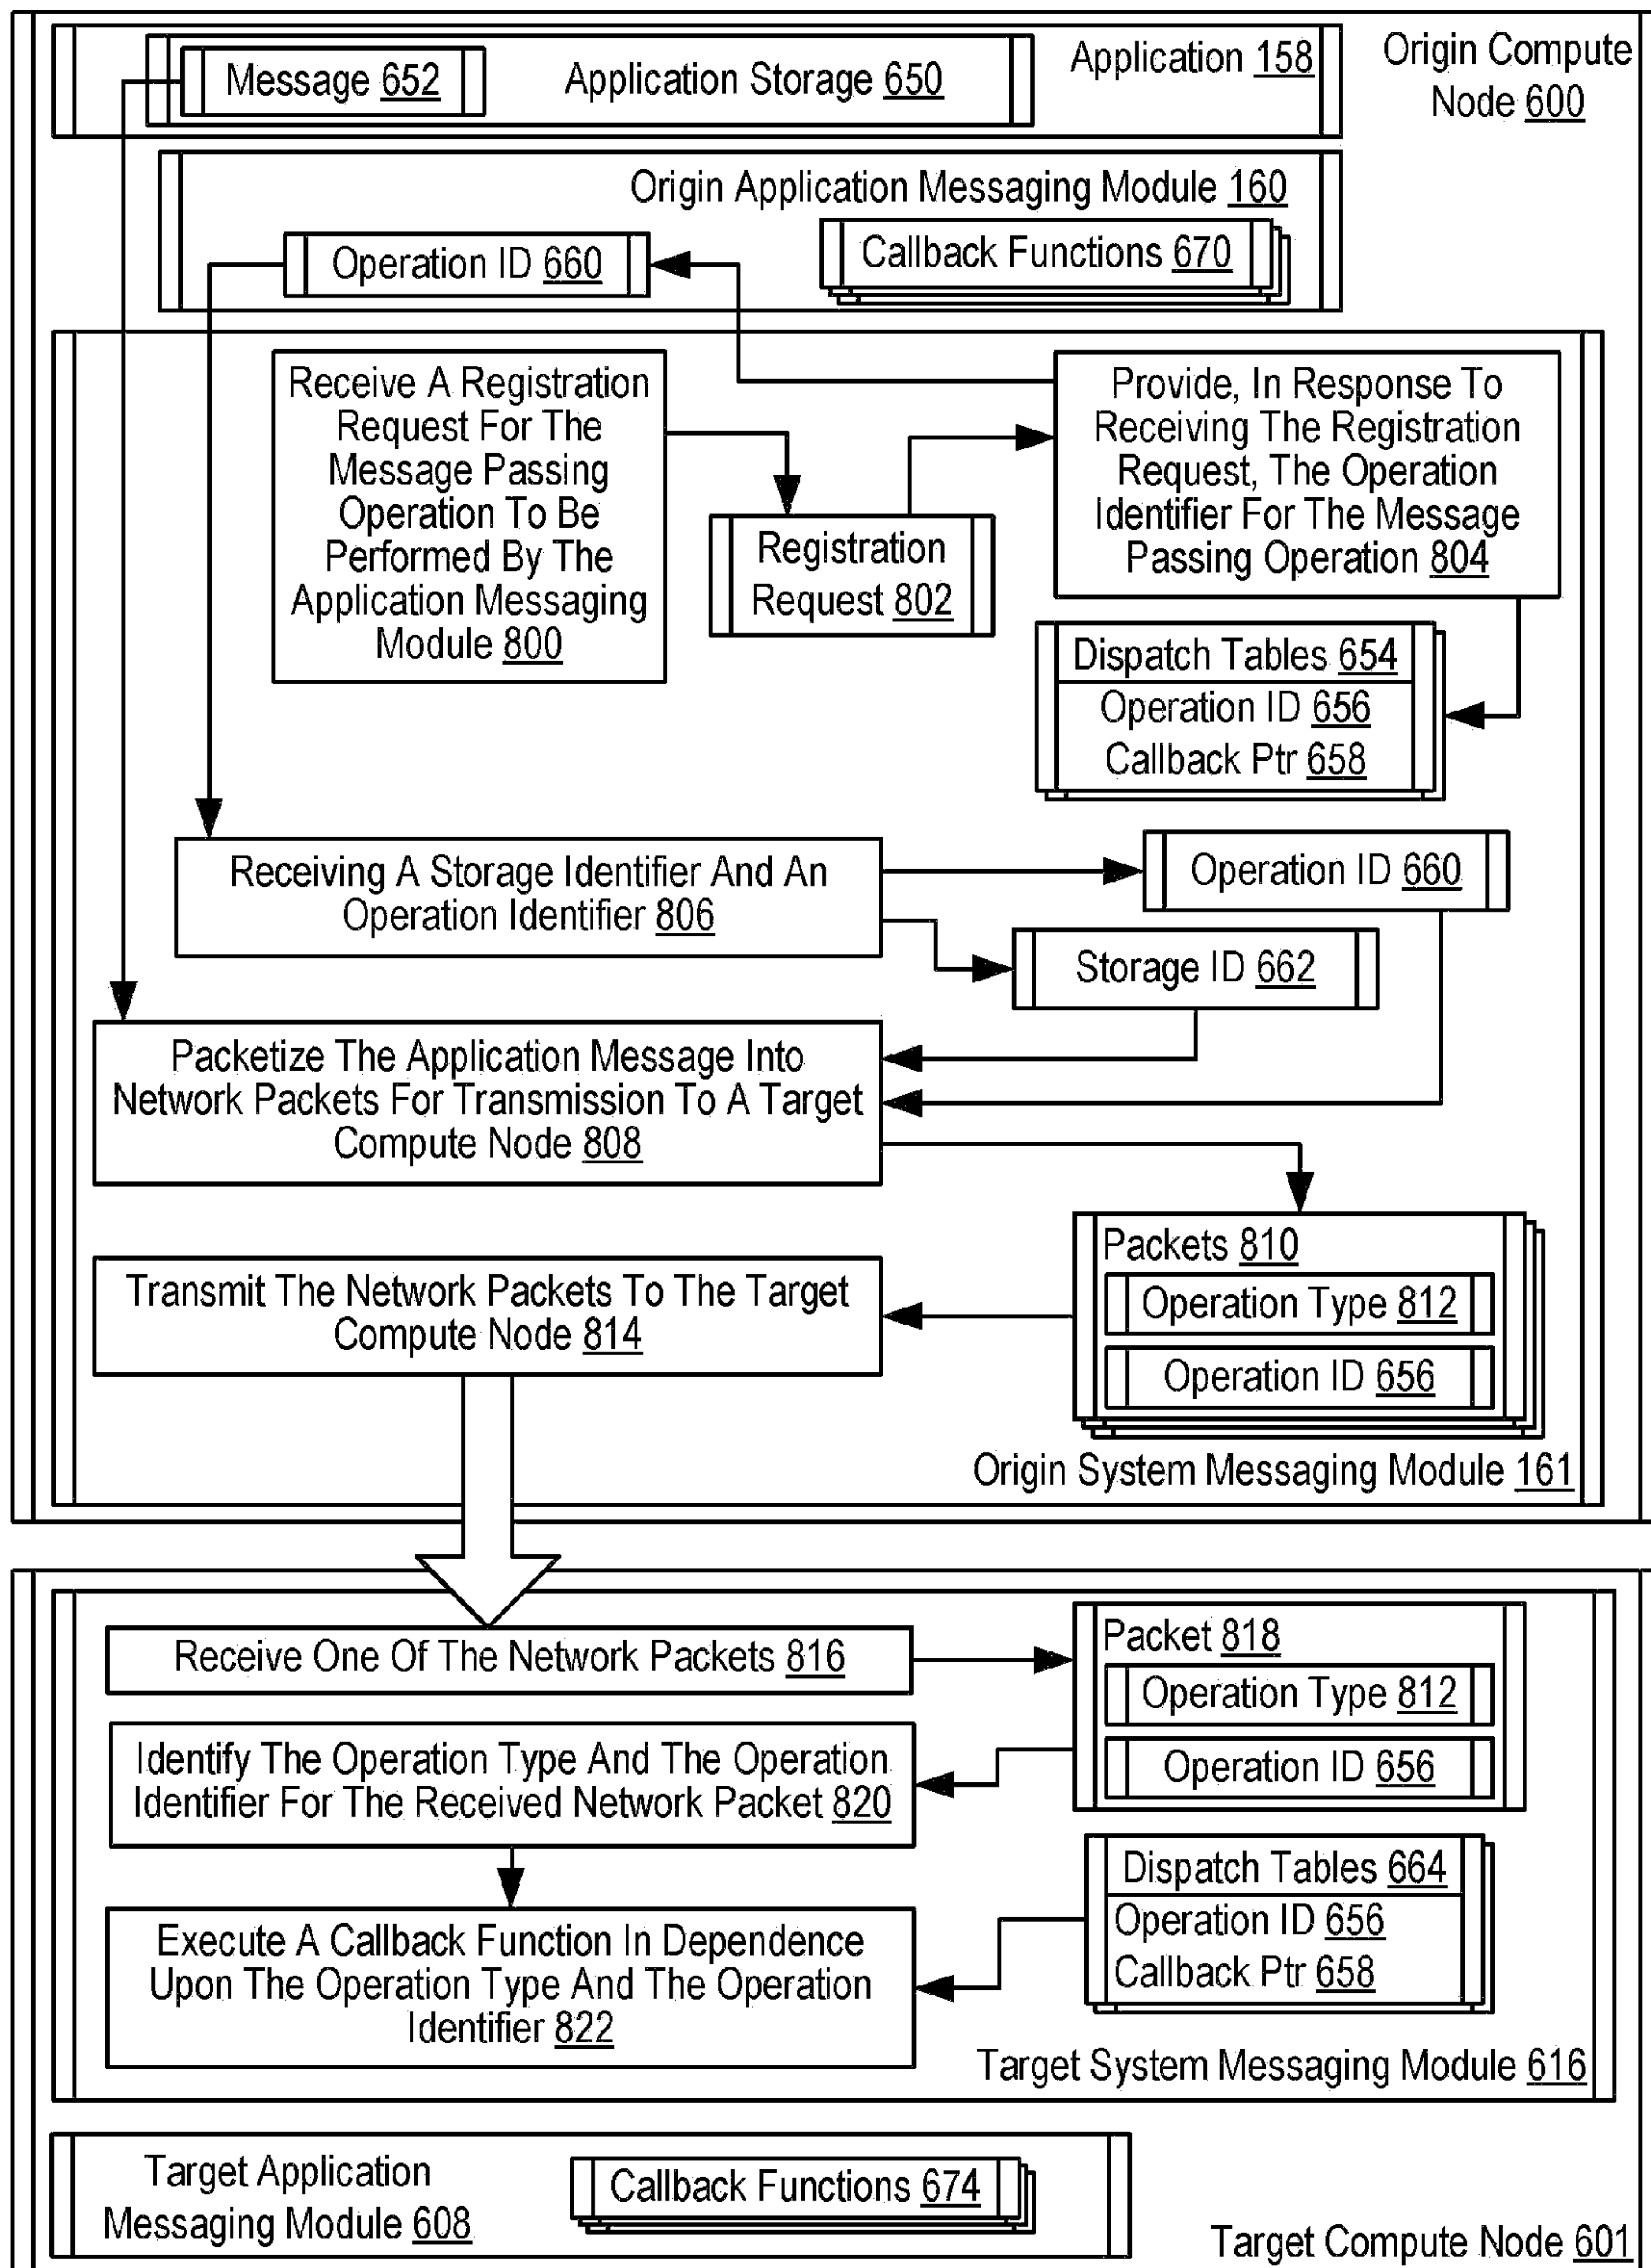 Message 652
Application Storage 650
Application 158
Origin Compute
Node 600
Origin Application Messaging Module 160
Operation ID 660
Callback Functions 670
Receive A Registration
Request For The
Message Passing
Operation To Be
Performed By The
Application Messaging
Module 800
Registration
Request 802
Provide, In Response To
Receiving The Registration
Request, The Operation
Identifier For The Message
Passing Operation 804
Dispatch Tables 654
Operation ID 656
Callback Ptr 658
Receiving A Storage Identifier And An
Operation Identifier 806
Operation ID 660
Storage ID 662
Packetize The Application Message Into
Network Packets For Transmission To A Target
Compute Node 808
Packets 810
Operation Type 812
Operation ID 656
Transmit The Network Packets To The Target
Compute Node 814
Origin System Messaging Module 161
Receive One Of The Network Packets 816
Packet 818
Operation Type 812
Operation ID 656
Identify The Operation Type And The Operation
Identifier For The Received Network Packet 820
Dispatch Tables 664
Operation ID 656
Callback Ptr 658
Execute A Callback Function In Dependence
Upon The Operation Type And The Operation
Identifier 822
Target System Messaging Module 616
Target Application
Messaging Module 608
Callback Functions 674
Target Compute Node 601